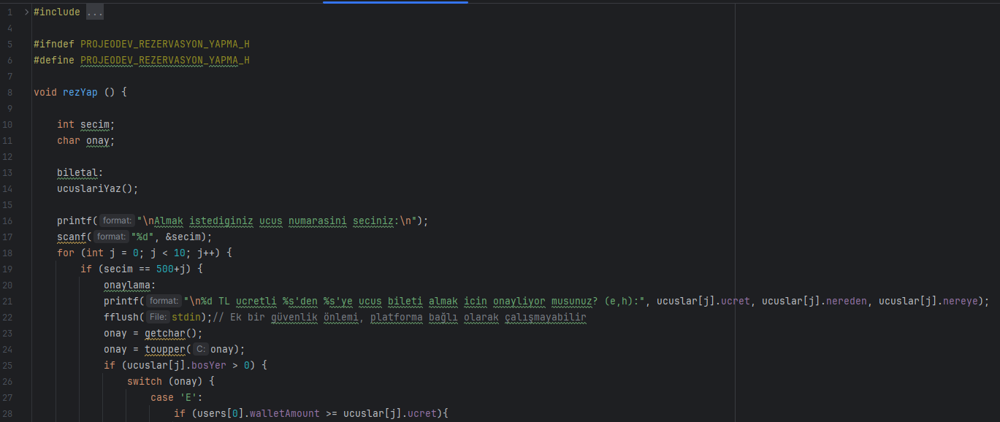 1 #include ...
4
5 #ifndef PROJEODEV_REZERVASYON_YAPMA_H
6 #define PROJEODEV_REZERVASYON_YAPMA_H
7
8 void rezYap () {
9
10 int secim;
11 char onay;
12
13 biletal:
14 ucuslariYaz();
15
16 printf( format: "\nAlmak istediginiz ucus numarasini seciniz:\n");
17 scanf( format: "%d", &secim);
18 for (int j = 0; j < 10; j++) {
19 if (secim == 500+j) {
20 onaylama:
21 printf( format: "\n%d TL ucretli %s'den %s'ye ucus bileti almak icin onayliyor musunuz? (e,h):", ucuslar[j].ucret, ucuslar[j].nereden, ucuslar[j].nereye);
22 fflush( File: stdin);// Ek bir güvenlik önlemi, platforma bağlı olarak çalışmayabilir
23 onay = getchar();
24 onay = toupper( C: onay);
25 if (ucuslar[j].bosYer > 0) {
26 switch (onay) {
27 case 'E':
28 if (users[0].walletAmount >= ucuslar[j].ucret){